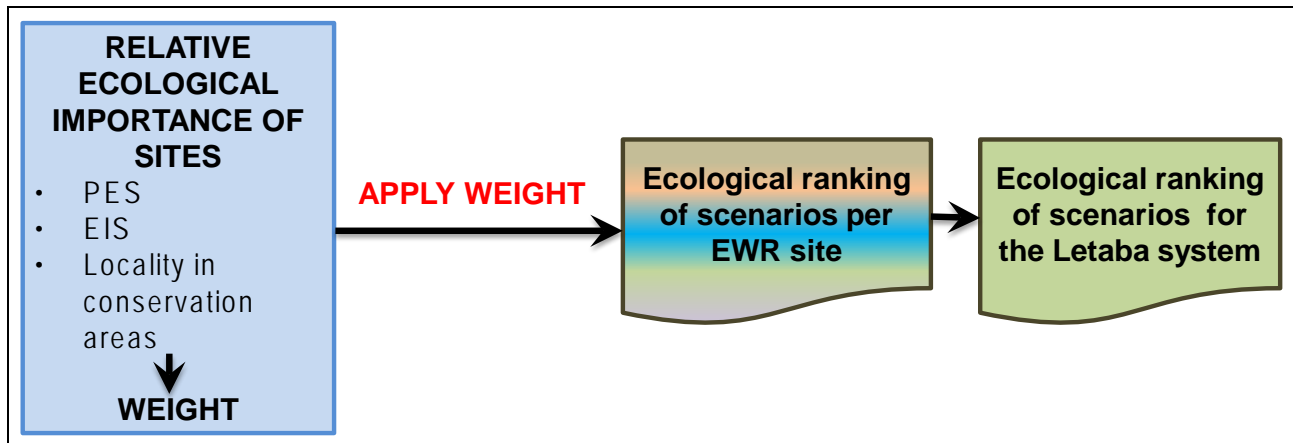 RELATIVE
ECOLOGICAL
IMPORTANCE OF
SITES
• PES
• EIS
• Locality in
conservation
areas
WEIGHT
APPLY WEIGHT
Ecological ranking
of scenarios per
EWR site
Ecological ranking
of scenarios for
the Letaba system